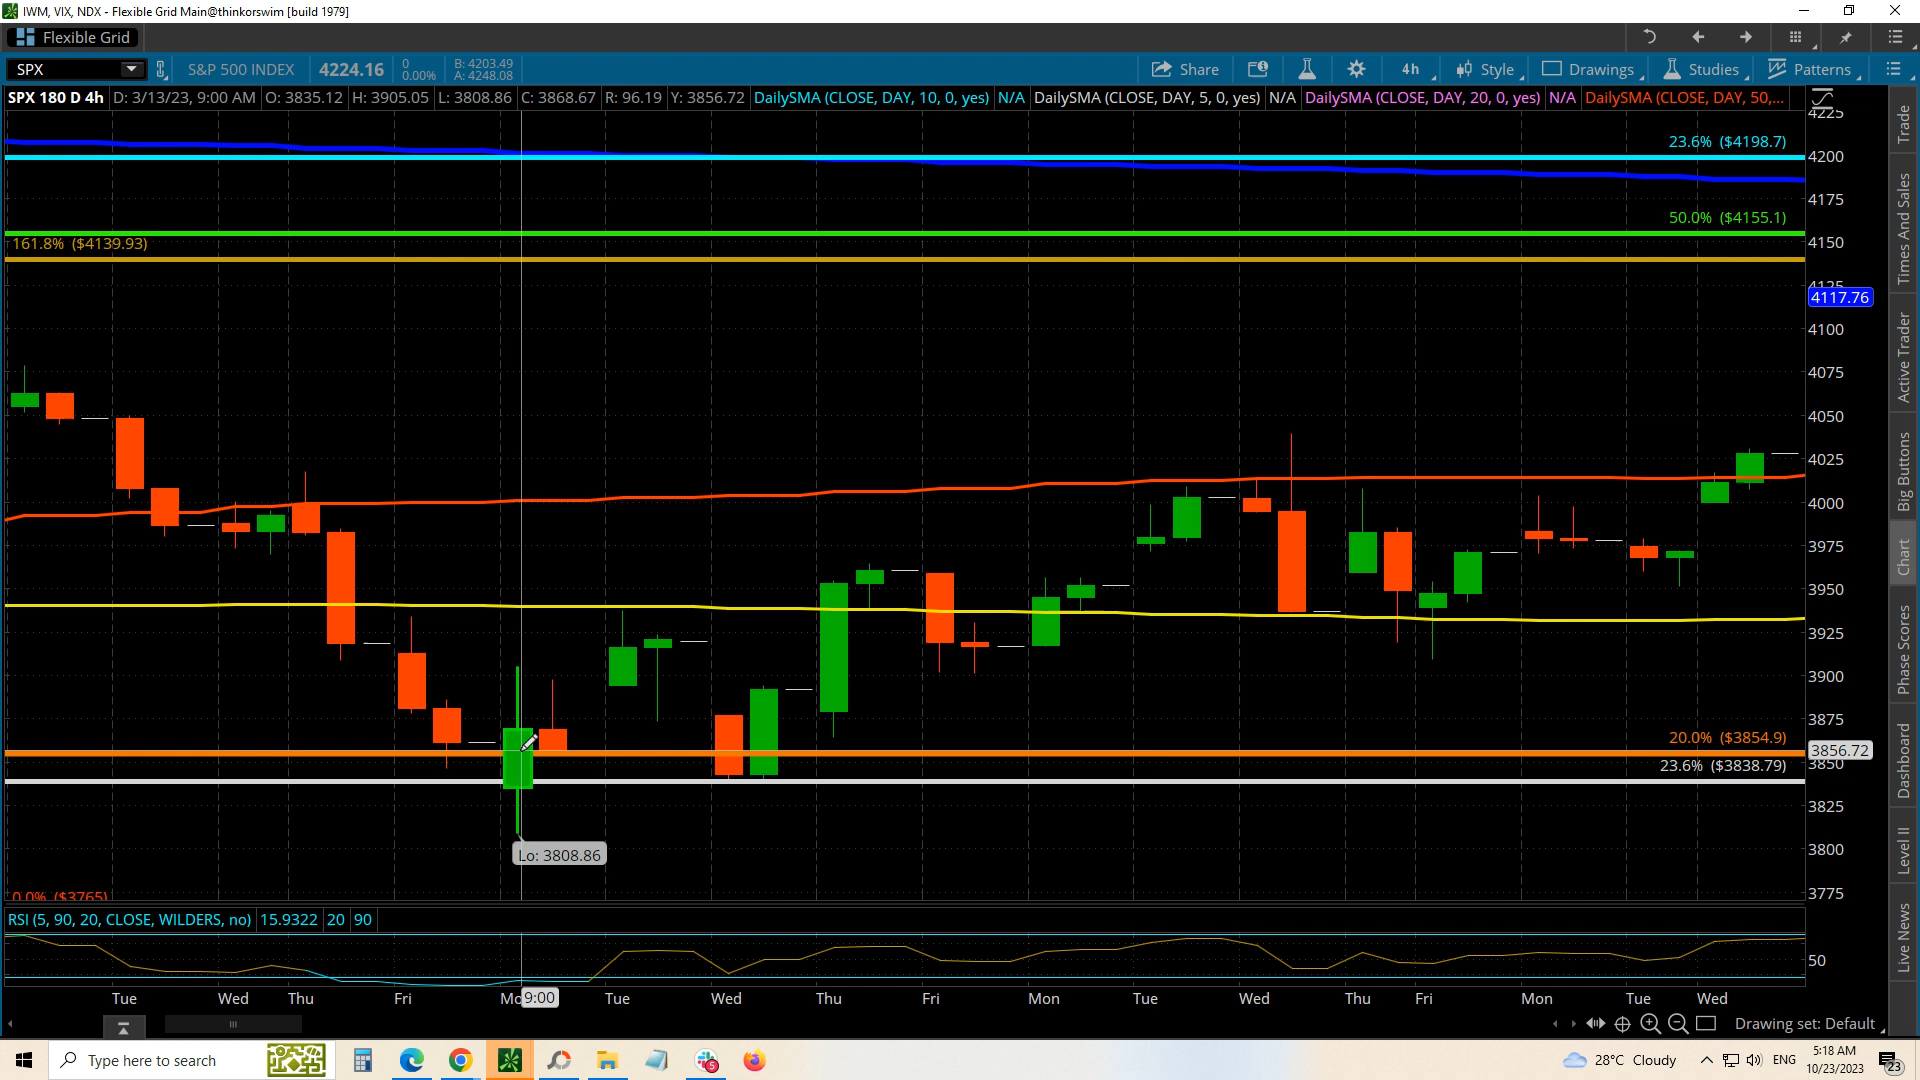 IWM, VIX, NDX - Flexible Grid Main@thinkorswim [build 1979]
Flexible Grid
SPX S&P 500 INDEX 4224.16 0 0.00% B: 4203.49 A: 4248.08 Share 4h Style Drawings Studies Patterns
SPX 180 D 4h D: 3/13/23, 9:00 AM O: 3835.12 H: 3905.05 L: 3808.86 C: 3868.67 R: 96.19 Y: 3856.72 DailySMA (CLOSE, DAY, 10, 0, yes) N/A DailySMA (CLOSE, DAY, 5, 0, yes) N/A DailySMA (CLOSE, DAY, 20, 0, yes) N/A DailySMA (CLOSE, DAY, 50,...
4225
23.6% ($4198.7)
4200
4175
50.0% ($4155.1)
161.8% ($4139.93)
4150
4125
4117.76
4100
4075
4050
4025
4000
3975
3950
3925
3900
3875
20.0% ($3854.9)
3856.72
3850
23.6% ($3838.79)
3825
Lo: 3808.86
3800
3775
0.0% ($3765)
RSI (5, 90, 20, CLOSE, WILDERS, no) 15.9322 20 90
50
Tue Wed Thu Fri Mo 9:00 Tue Wed Thu Fri Mon Tue Wed Thu Fri Mon Tue Wed
Drawing set: Default
Trade
Times And Sales
Active Trader
Big Buttons
Chart
Phase Scores
Dashboard
Level II
Live News
Type here to search
5
28°C Cloudy
ENG
5:18 AM
10/23/2023
23